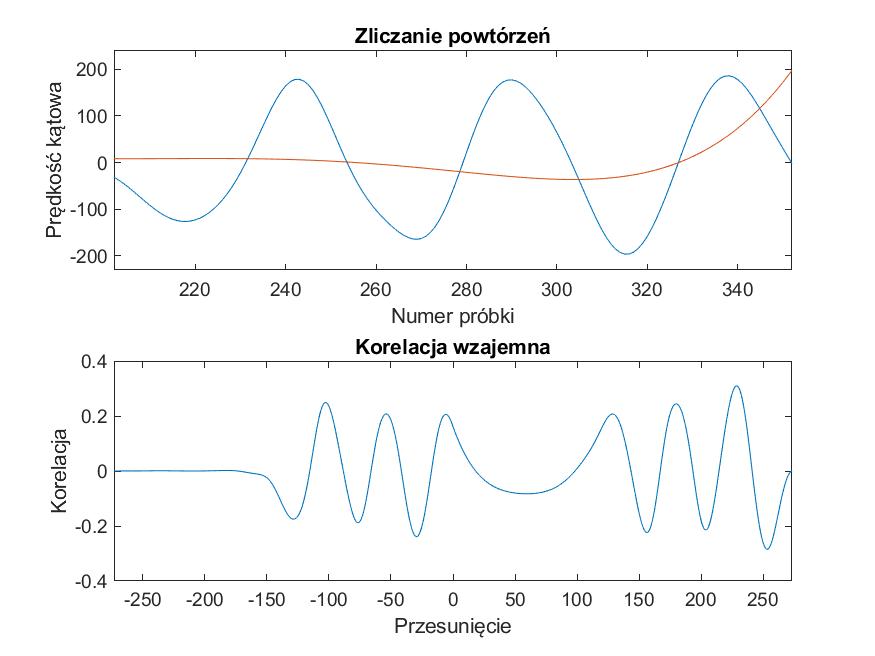 Zliczanie powtórzeń
Prędkość kątowa
200
100
0
-100
-200
220 240 260 280 300 320 340
Numer próbki
Korelacja wzajemna
Korelacja
0.4
0.2
0
-0.2
-0.4
-250 -200 -150 -100 -50 0 50 100 150 200 250
Przesunięcie